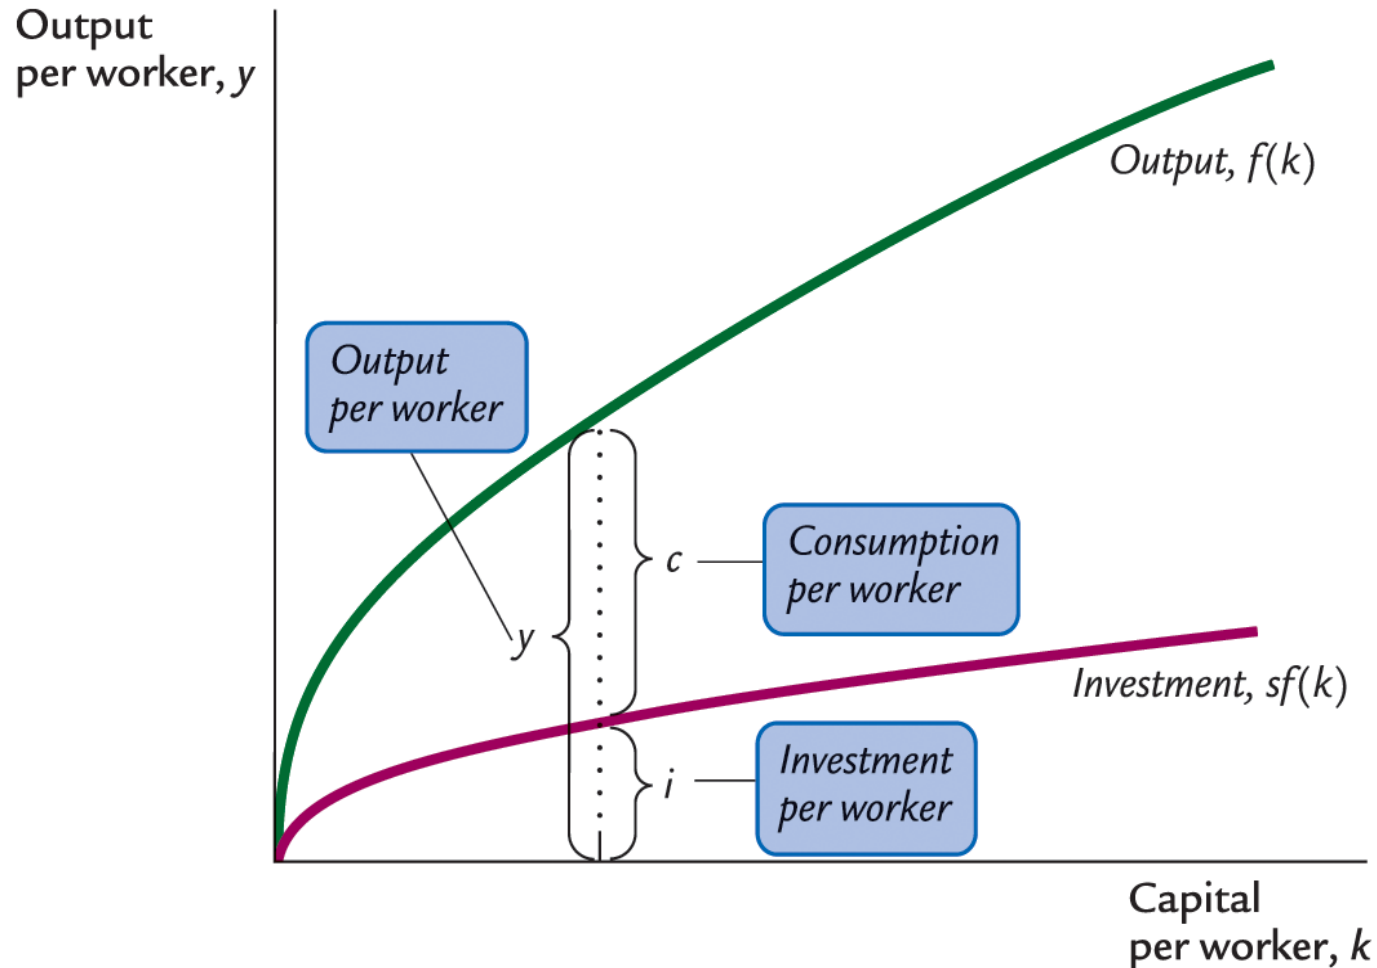 Output
per worker, y
Output, f(k)
Output
per worker
Consumption
per worker
c
y
Investment, sf(k)
Investment
per worker
i
Capital
per worker, k